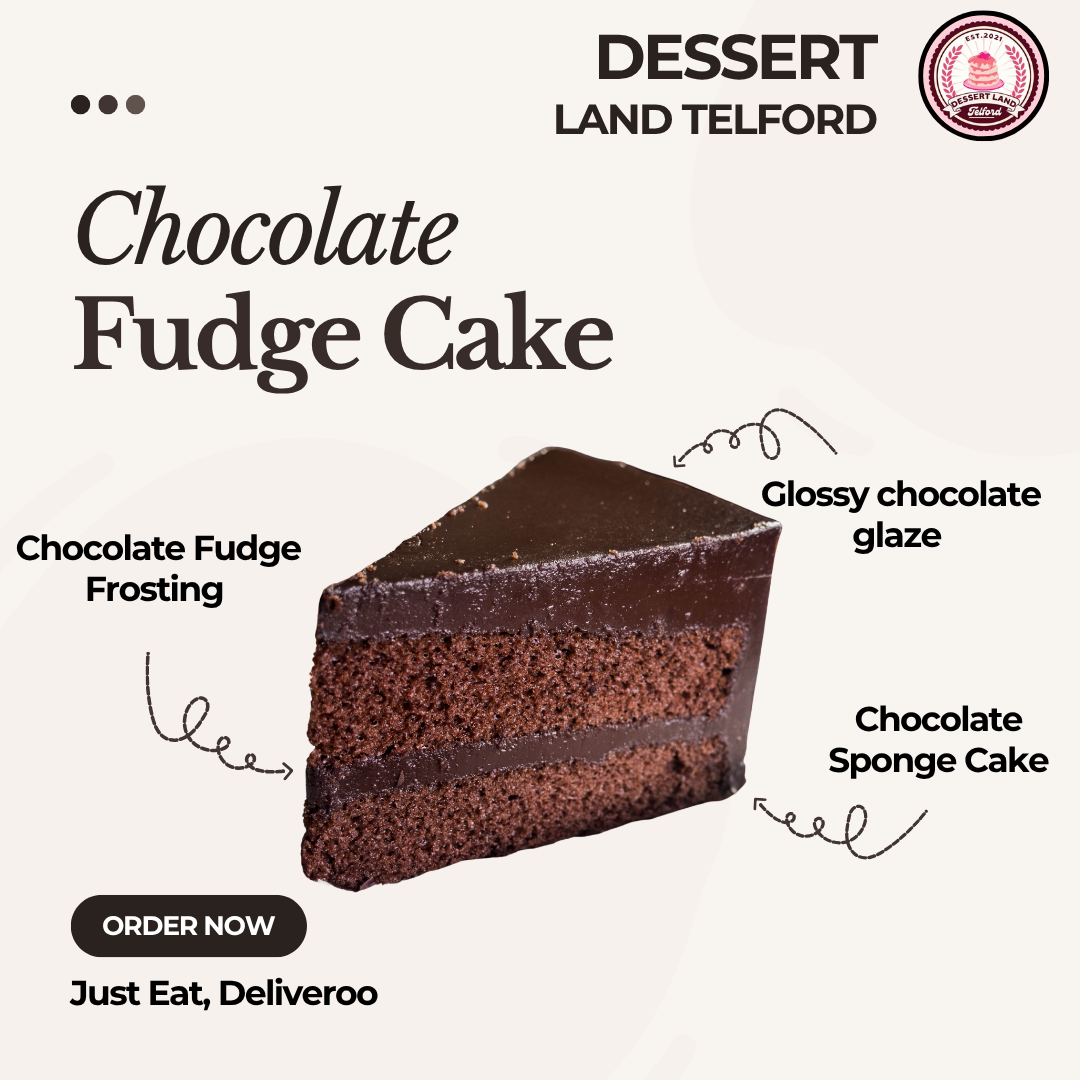 DESSERT
LAND TELFORD
EST.2021
DESSERT LAND
Telford
Chocolate
Fudge Cake
Glossy chocolate
glaze
Chocolate Fudge
Frosting
Chocolate
Sponge Cake
ORDER NOW
Just Eat, Deliveroo